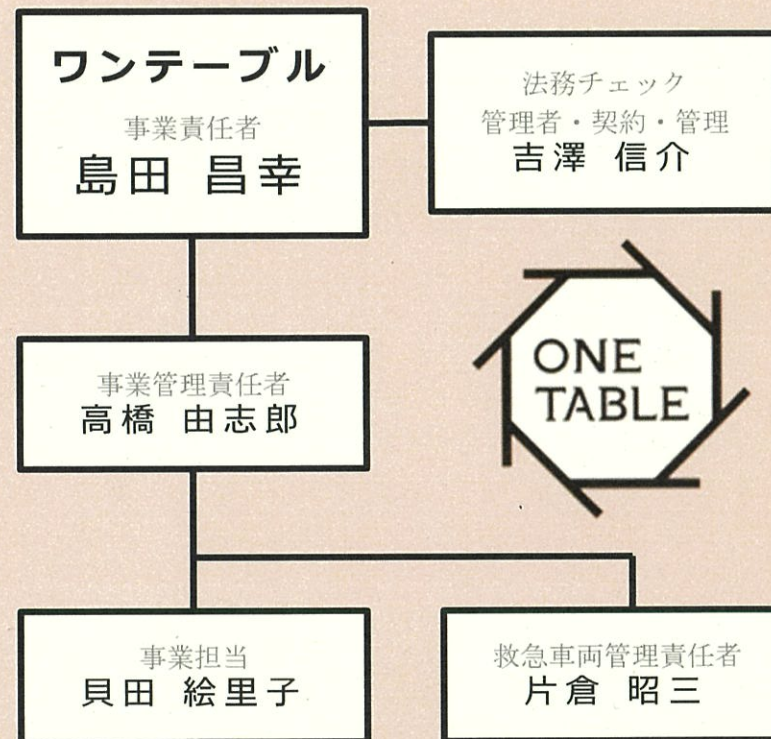 ワンテーブル
事業責任者
島田 昌幸
法務チェック
管理者・契約・管理
吉澤 信介
ONE
TABLE
事業管理責任者
高橋 由志郎
事業担当
貝田 絵里子
救急車両管理責任者
片倉 昭三